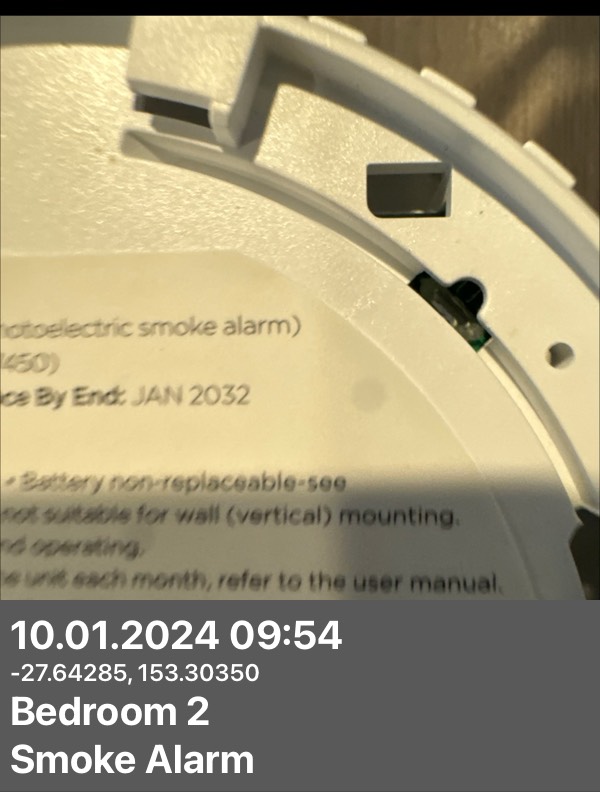 notoelectric smoke alarm)
450)
ce By End: JAN 2032
• Battery non-replaceable-see
not suitable for wall (vertical) mounting.
nd operating.
e unit each month, refer to the user manual.
10.01.2024 09:54
-27.64285, 153.30350
Bedroom 2
Smoke Alarm